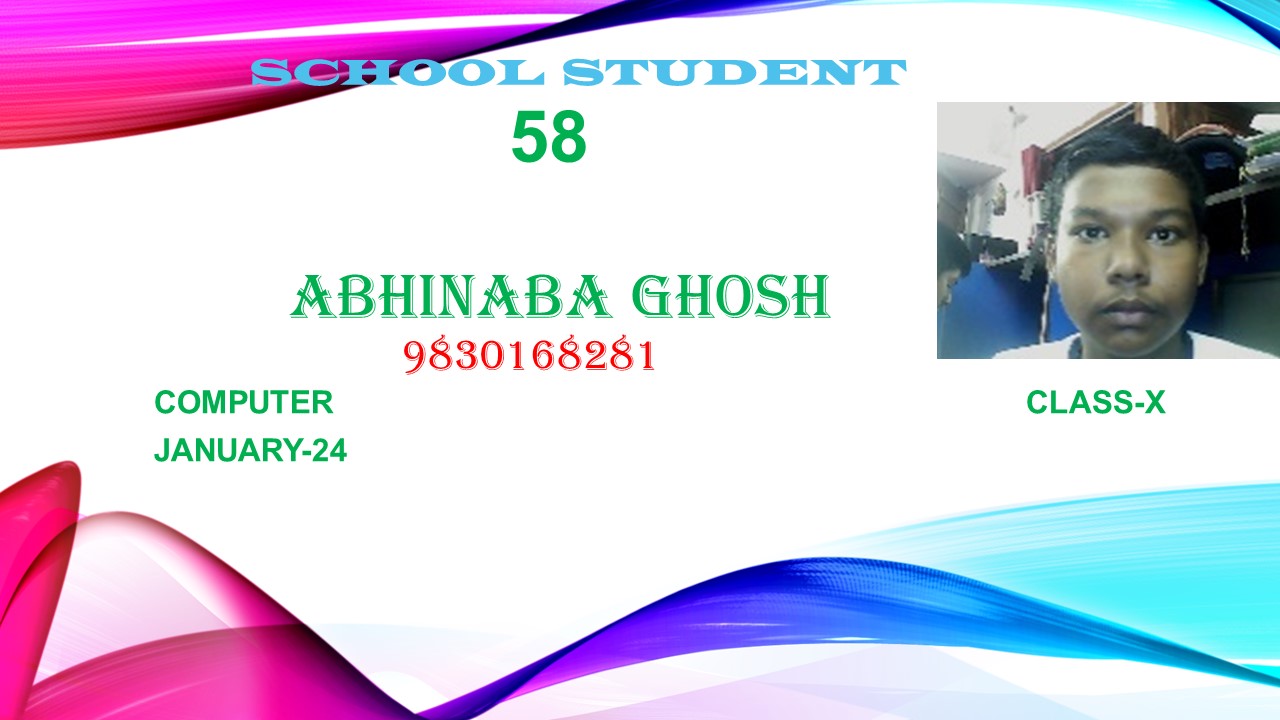 SCHOOL STUDENT
58
ABHINABA GHOSH
9830168281
COMPUTER CLASS-X
JANUARY-24